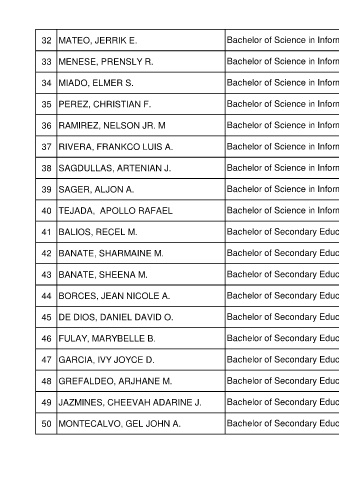 32 MATEO, JERRIK E. Bachelor of Science in Inform
33 MENESE, PRENSLY R. Bachelor of Science in Inform
34 MIADO, ELMER S. Bachelor of Science in Inform
35 PEREZ, CHRISTIAN F. Bachelor of Science in Inform
36 RAMIREZ, NELSON JR. M Bachelor of Science in Inform
37 RIVERA, FRANKCO LUIS A. Bachelor of Science in Inform
38 SAGDULLAS, ARTENIAN J. Bachelor of Science in Inform
39 SAGER, ALJON A. Bachelor of Science in Inform
40 TEJADA, APOLLO RAFAEL Bachelor of Science in Inform
41 BALIOS, RECEL M. Bachelor of Secondary Educ
42 BANATE, SHARMAINE M. Bachelor of Secondary Educ
43 BANATE, SHEENA M. Bachelor of Secondary Educ
44 BORCES, JEAN NICOLE A. Bachelor of Secondary Educ
45 DE DIOS, DANIEL DAVID O. Bachelor of Secondary Educ
46 FULAY, MARYBELLE B. Bachelor of Secondary Educ
47 GARCIA, IVY JOYCE D. Bachelor of Secondary Educ
48 GREFALDEO, ARJHANE M. Bachelor of Secondary Educ
49 JAZMINES, CHEEVAH ADARINE J. Bachelor of Secondary Educ
50 MONTECALVO, GEL JOHN A. Bachelor of Secondary Educ